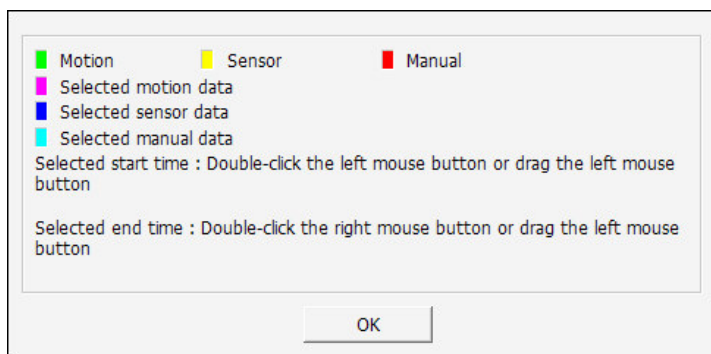 Motion Sensor Manual
Selected motion data
Selected sensor data
Selected manual data
Selected start time : Double-click the left mouse button or drag the left mouse
button
Selected end time : Double-click the right mouse button or drag the left mouse
button
OK